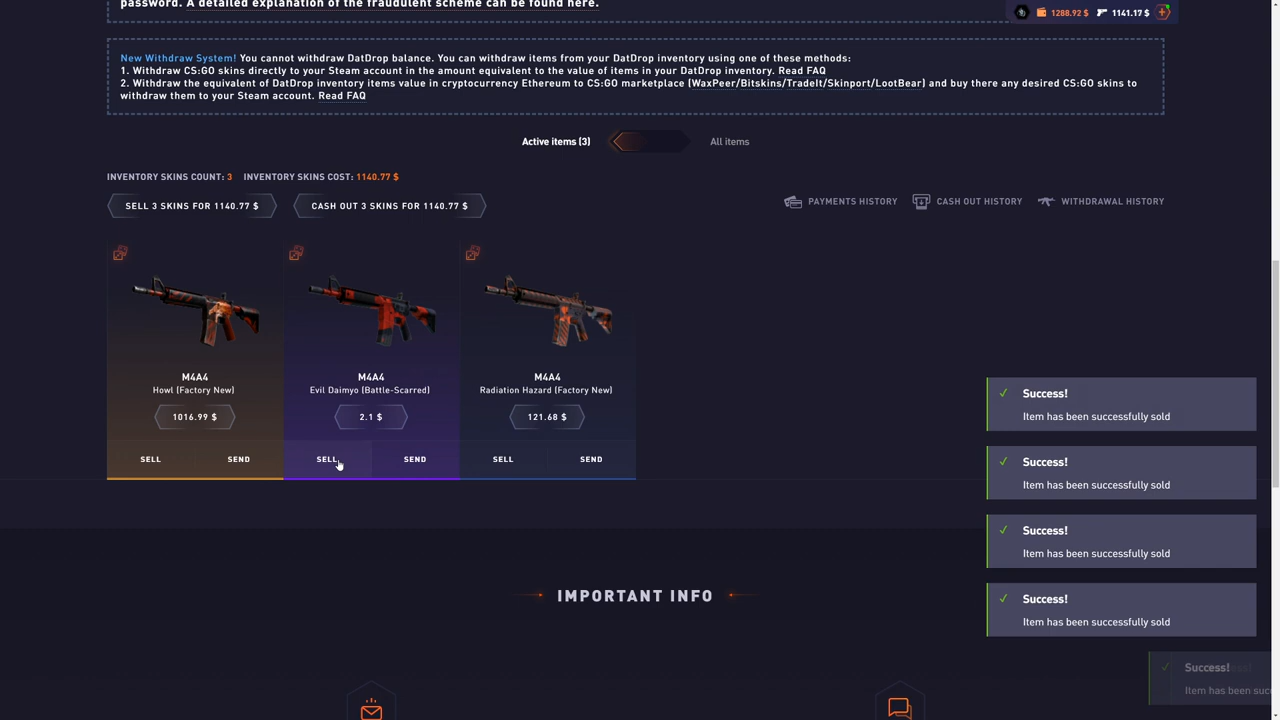 password. A detailed explanation of the fraudulent scheme can be found here.
1288.92 $ 1141.17 $
New Withdraw System! You cannot withdraw DatDrop balance. You can withdraw items from your DatDrop inventory using one of these methods:
1. Withdraw CS:GO skins directly to your Steam account in the amount equivalent to the value of items in your DatDrop inventory. Read FAQ
2. Withdraw the equivalent of DatDrop inventory items value in cryptocurrency Ethereum to CS:GO marketplace (WaxPeer/Bitskins/TradeIt/Skinport/LootBear) and buy there any desired CS:GO skins to
withdraw them to your Steam account. Read FAQ
Active items (3) All items
INVENTORY SKINS COUNT: 3 INVENTORY SKINS COST: 1140.77 $
SELL 3 SKINS FOR 1140.77 $ CASH OUT 3 SKINS FOR 1140.77 $ PAYMENTS HISTORY CASH OUT HISTORY WITHDRAWAL HISTORY
M4A4
Howl (Factory New)
1016.99 $
SELL SEND
M4A4
Evil Daimyo (Battle-Scarred)
2.1 $
SELL SEND
M4A4
Radiation Hazard (Factory New)
121.68 $
SELL SEND
Success!
Item has been successfully sold
Success!
Item has been successfully sold
Success!
Item has been successfully sold
Success!
Item has been successfully sold
Success!
Item has been suc
IMPORTANT INFO